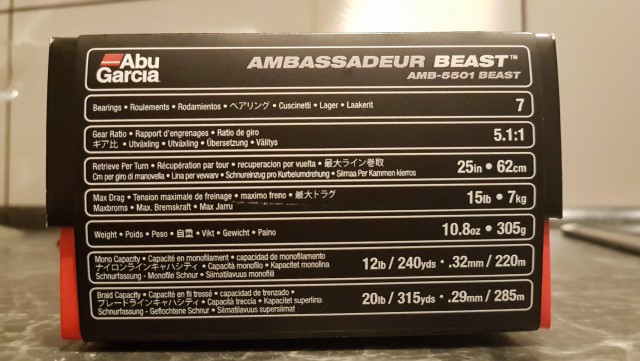 Abu
Garcia
AMBASSADEUR BEAST™
AMB-5501 BEAST
Bearings • Roulements • Rodamientos • ベアリング • Cuscinetti • Lager • Laakerit
7
Gear Ratio • Rapport d'engrenages • Ratio de giro
ギア比 • Utväxling • Utväxling • Übersetzung • Välitys
5.1:1
Retrieve Per Turn • Récupération par tour • recuperacion por vuelta • 最大ライン巻取
Cm per giro di manovella • Lina per vevvarv • Schnureinzug pro Kurbelumdrehung • Siimaa Per Kammen kierros
25in • 62cm
Max Drag • Tension maximale de freinage • maximo freno • 最大ドラグ
Maxbroms • Max. Bremskraft • Max Jarru
15lb • 7kg
Weight • Poids • Peso • 自重 • Vikt • Gewicht • Paino
10.8oz • 305g
Mono Capacity • Capacité en monofilament • capacidad de monofilamento
ナイロンラインキャパシティ • Capacità monofilo • Kapacitet monolina
Schnurfassung - Monofile Schnur • Siimatilavuus monofiili
12lb / 240yds • .32mm / 220m
Braid Capacity • Capacité en fil tressé • capacidad de trenzado •
ブレードラインキャパシティ • Capacità treccia • Kapacitet superlina
Schnurfassung - Geflochtene Schnur • Siimatilavuus supersiimat
20lb / 315yds • .29mm / 285m